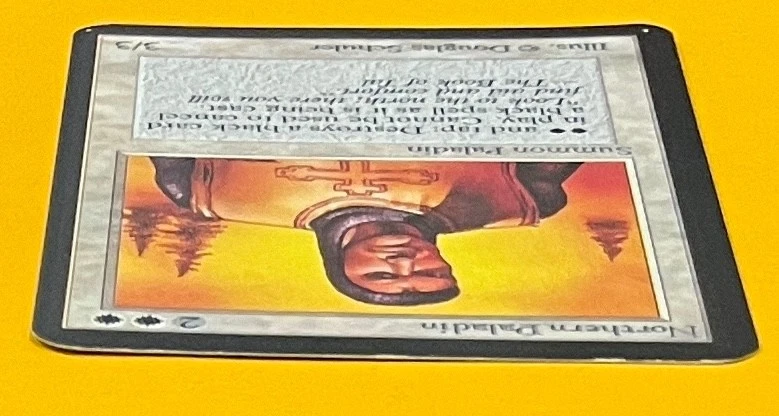 Northern Paladin 2
Summon Paladin
and tap: Destroys a black card
in play. Cannot be used to cancel
a black spell as it is being cast.
"Look to the north; there you will
find aid and comfort."
—The Book of Tal
Illus. © Douglas Schuler 3/3